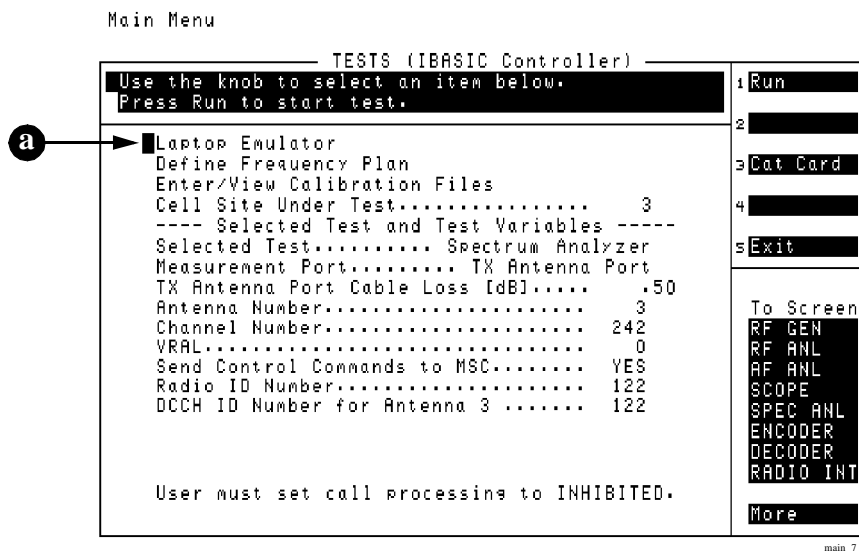 Main Menu
TESTS (IBASIC Controller)
Use the knob to select an item below.
Press Run to start test.
a
Laptop Emulator
Define Frequency Plan
Enter/View Calibration Files
Cell Site Under Test................ 3
---- Selected Test and Test Variables -----
Selected Test.......... Spectrum Analyzer
Measurement Port......... TX Antenna Port
TX Antenna Port Cable Loss [dB]..... .50
Antenna Number....................... 3
Channel Number....................... 242
VRAL.................................. 0
Send Control Commands to MSC........ YES
Radio ID Number...................... 122
DCCH ID Number for Antenna 3 ....... 122
User must set call processing to INHIBITED.
1 Run
2
3 Cat Card
4
5 Exit
To Screen
RF GEN
RF ANL
AF ANL
SCOPE
SPEC ANL
ENCODER
DECODER
RADIO INT
More
main_7